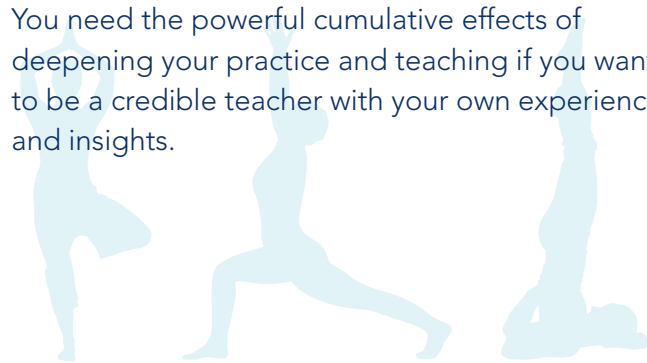 You need the powerful cumulative effects of
deepening your practice and teaching if you want
to be a credible teacher with your own experienc
and insights.